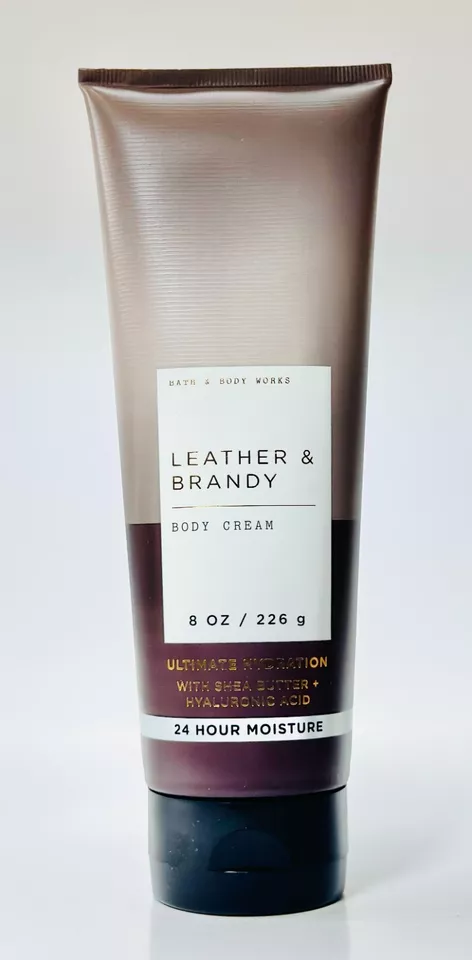 BATH & BODY WORKS
LEATHER &
BRANDY
BODY CREAM
8 OZ / 226 g
ULTIMATE HYDRATION
WITH SHEA BUTTER +
HYALURONIC ACID
24 HOUR MOISTURE